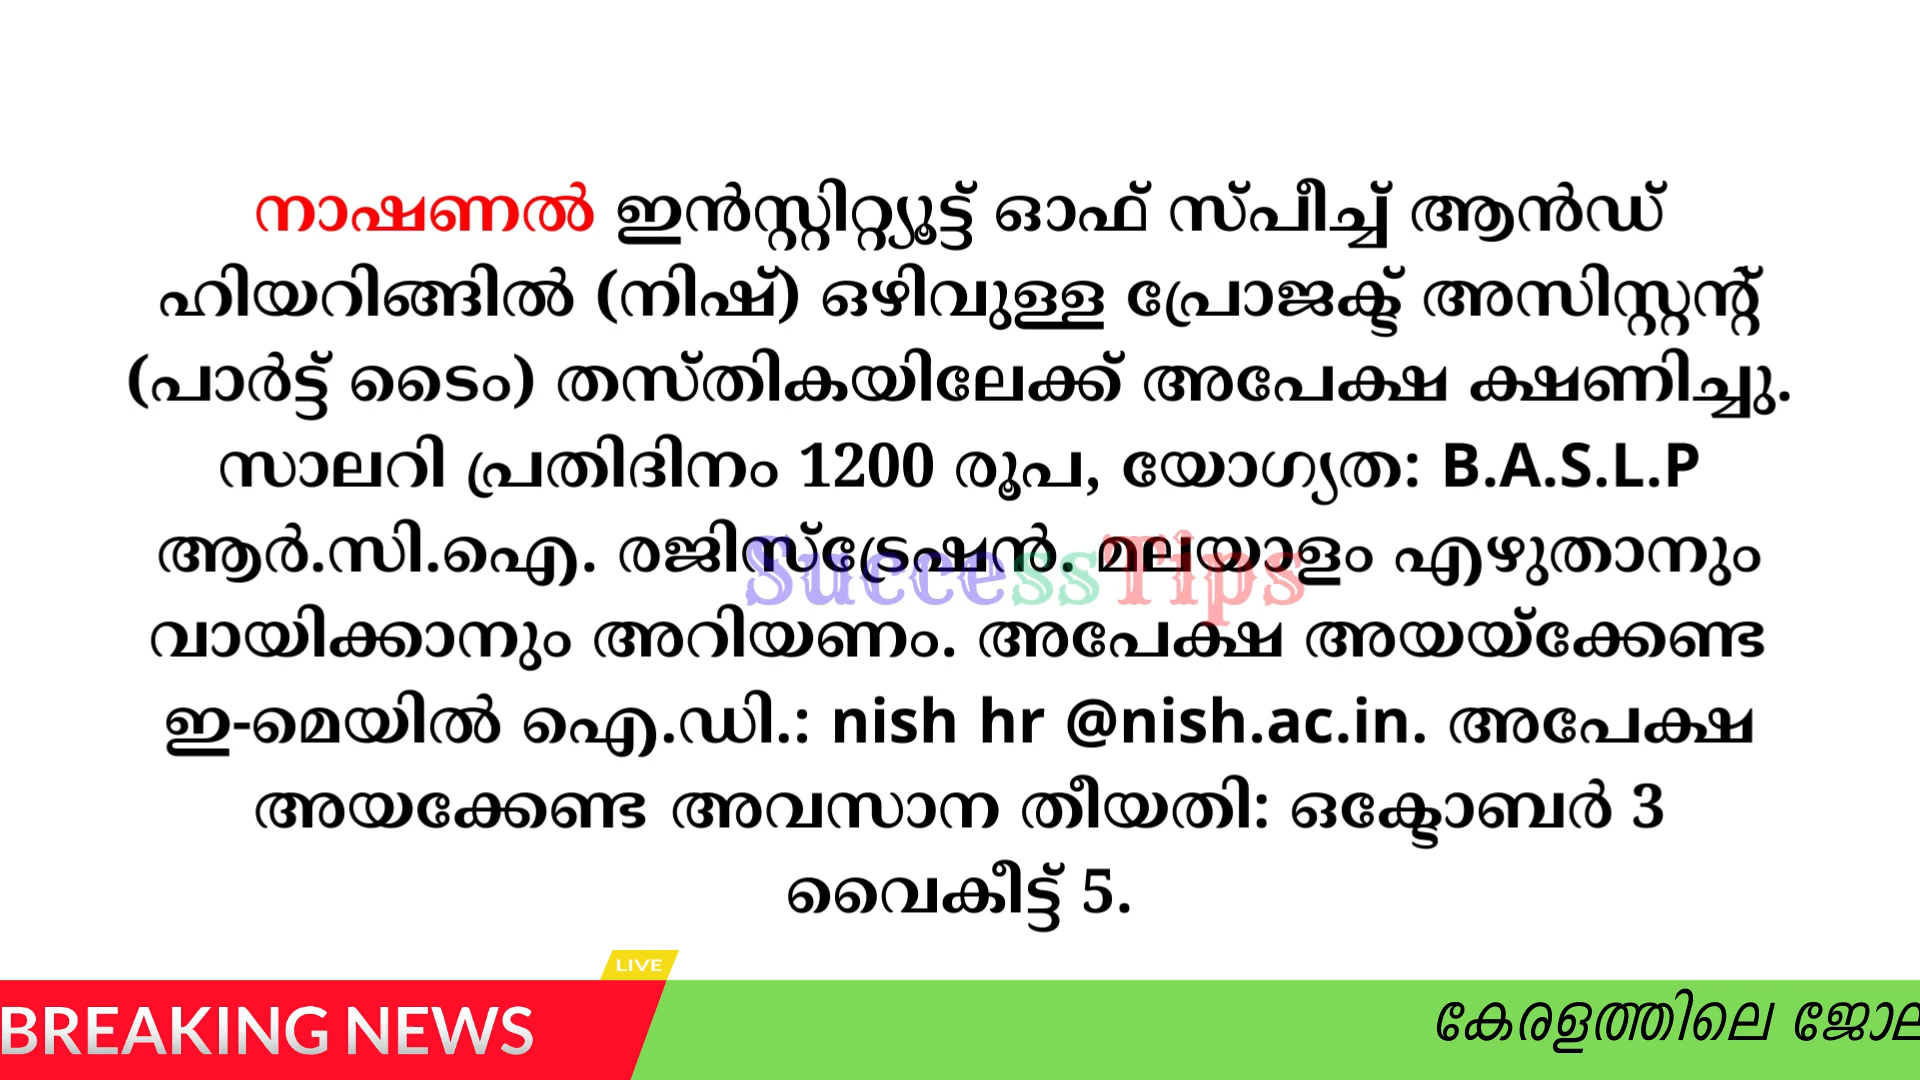 നാഷണൽ ഇൻസ്റ്റിറ്റ്യൂട്ട് ഓഫ് സ്പീച്ച് ആൻഡ്
ഹിയറിങ്ങിൽ (നിഷ്) ഒഴിവുള്ള പ്രോജക്ട് അസിസ്റ്റന്റ്
(പാർട്ട് ടൈം) തസ്തികയിലേക്ക് അപേക്ഷ ക്ഷണിച്ചു.
സാലറി പ്രതിദിനം 1200 രൂപ, യോഗ്യത: B.A.S.L.P
ആർ.സി.ഐ. രജിസ്ട്രേഷൻ. മലയാളം എഴുതാനും
SuccessTips
വായിക്കാനും അറിയണം. അപേക്ഷ അയയ്ക്കേണ്ട
ഇ-മെയിൽ ഐ.ഡി.: nish hr @nish.ac.in. അപേക്ഷ
അയക്കേണ്ട അവസാന തീയതി: ഒക്ടോബർ 3
വൈകീട്ട് 5.
LIVE
BREAKING NEWS
കേരളത്തിലെ